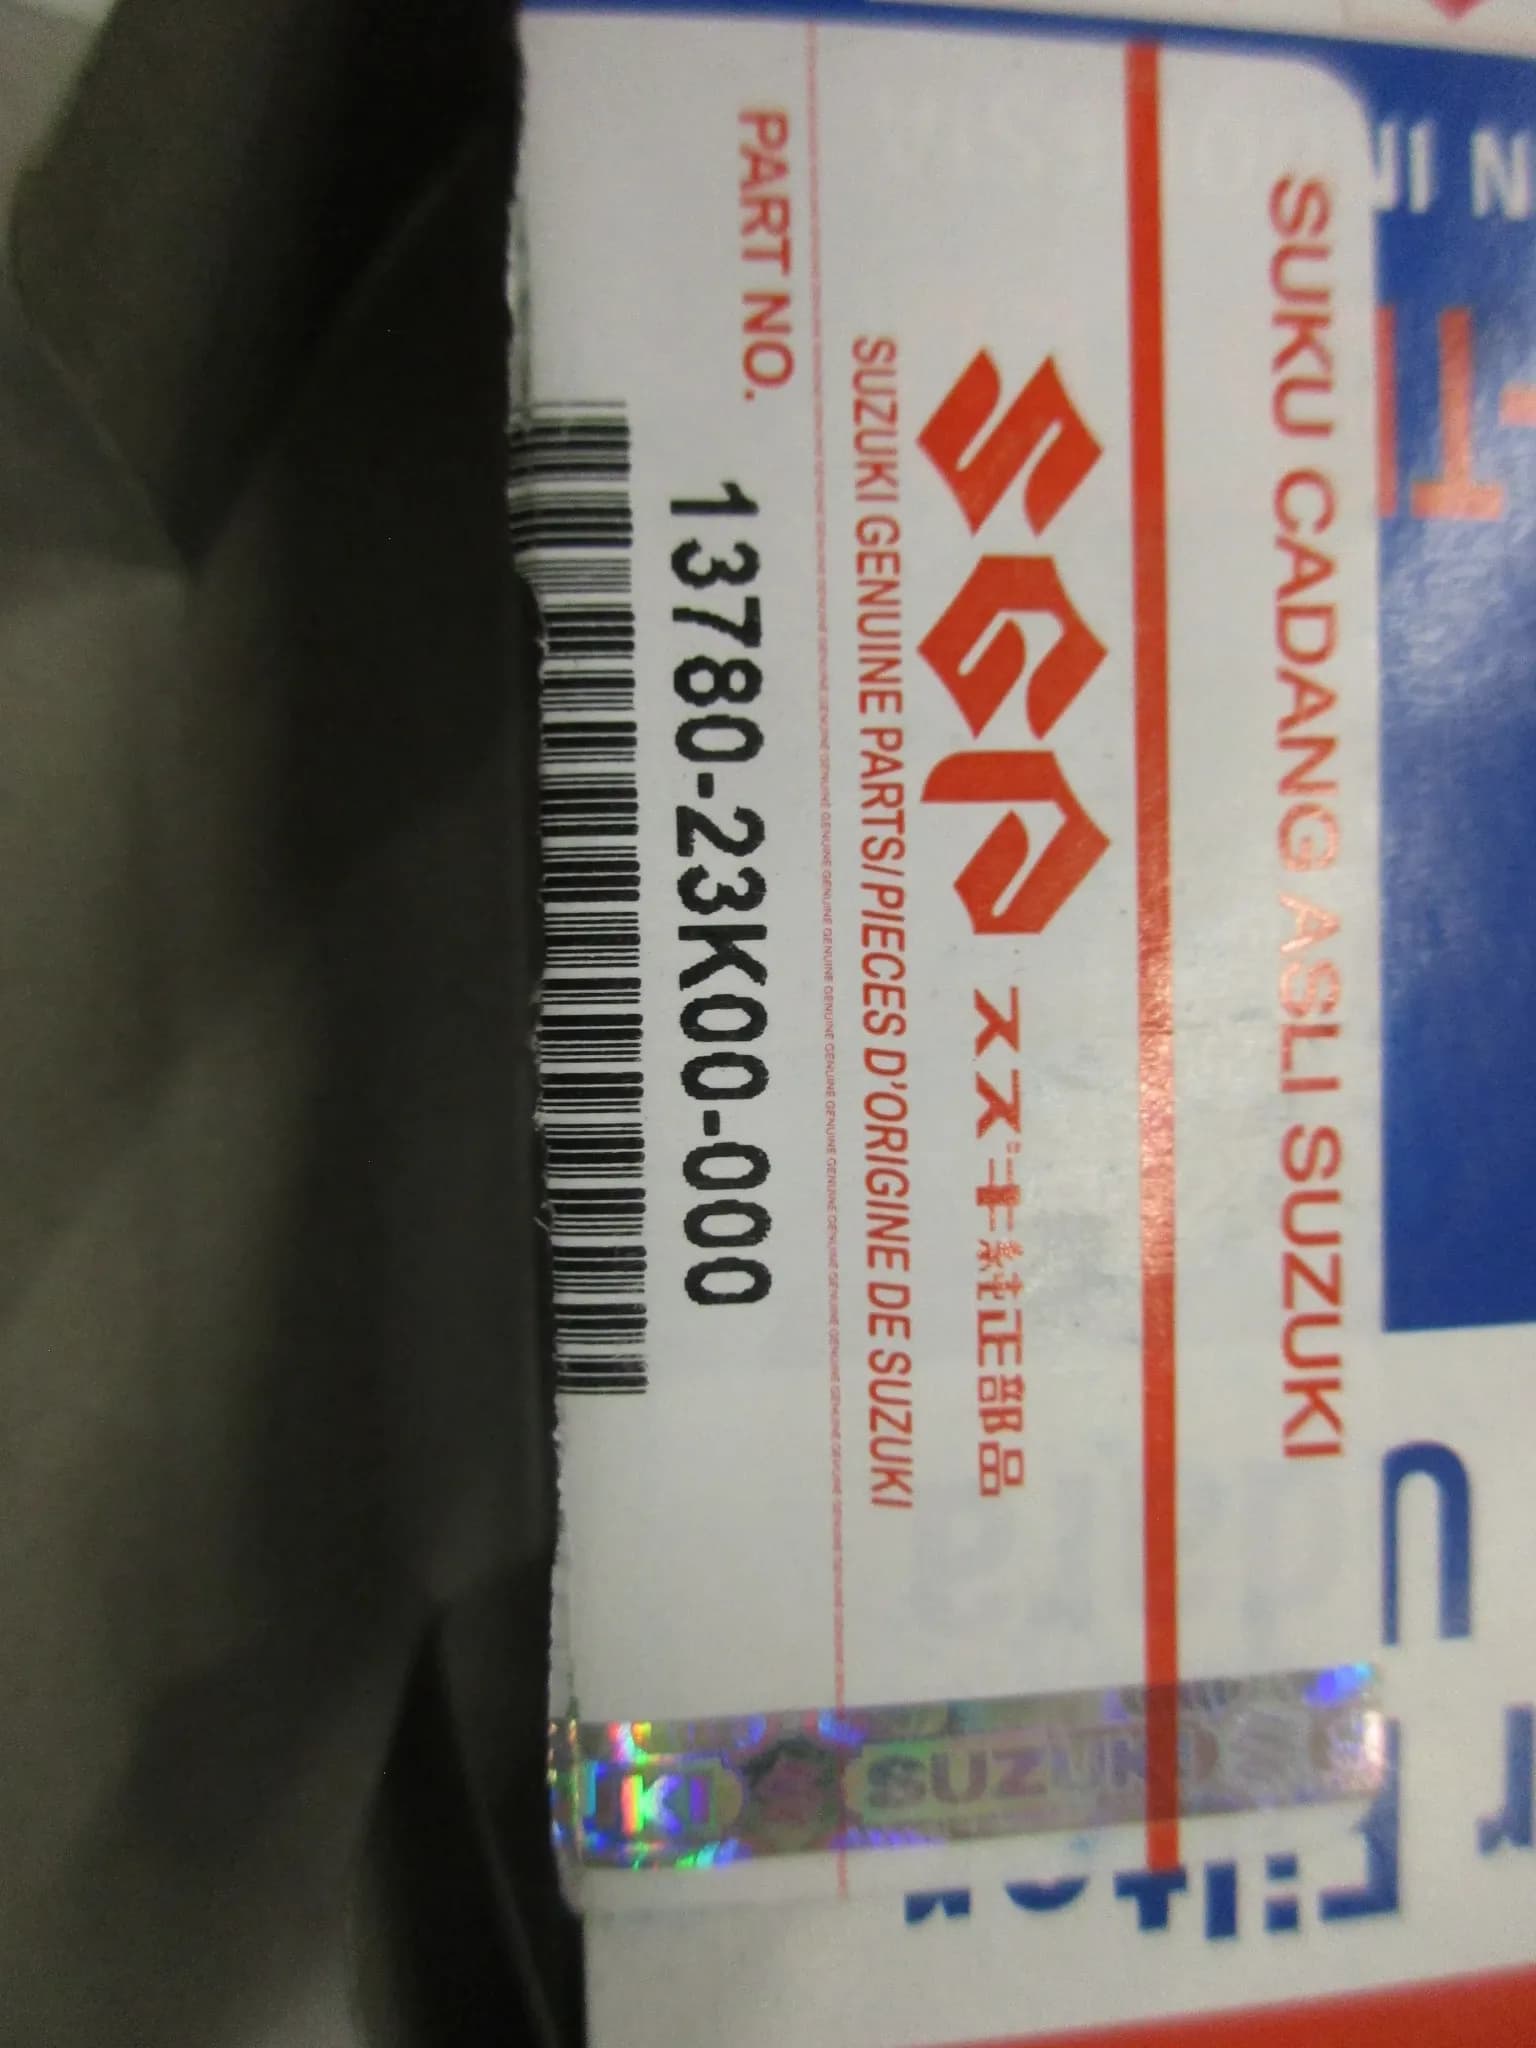 SUKU CADANG ASLI SUZUKI
SGP スズキ純正部品
SUZUKI GENUINE PARTS/PIECES D'ORIGINE DE SUZUKI
PART NO. 13780-23K00-000
SUZUKI